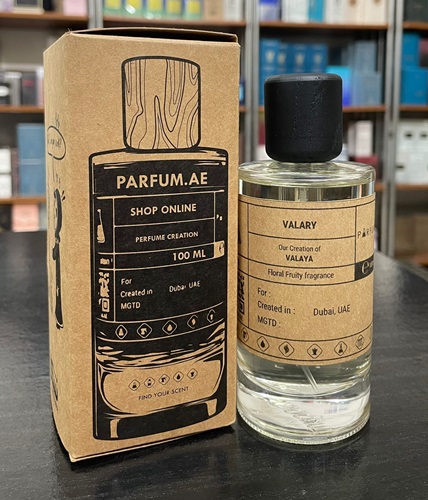 PARFUM.AE
SHOP ONLINE
PERFUME CREATION
100 ML
For
Created in Dubai, UAE
MGTD
FIND YOUR SCENT
VALARY
Our Creation of
VALAYA
Floral Fruity fragrance
For :
Created in : Dubai, UAE
MGTD :